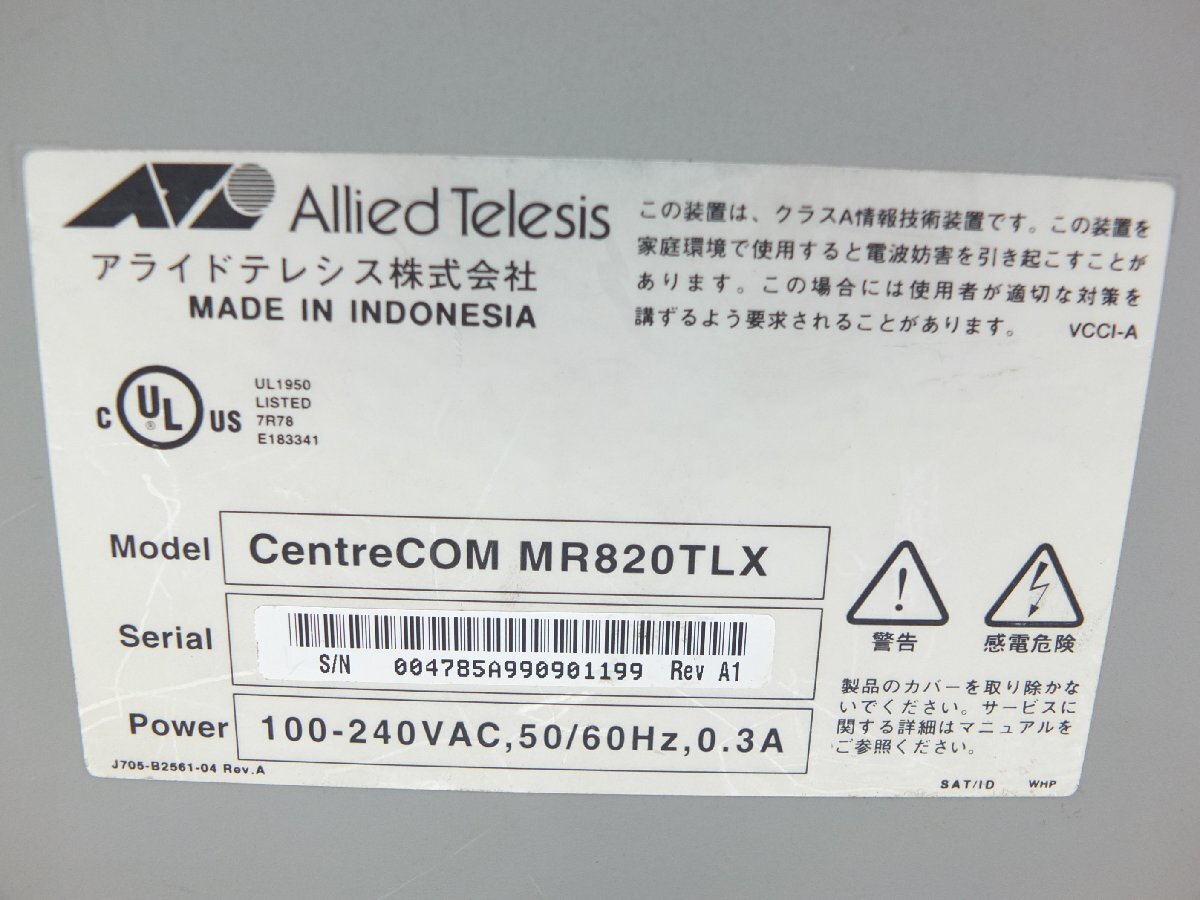 Allied Telesis
アライドテレシス株式会社
MADE IN INDONESIA
この装置は、クラスA情報技術装置です。この装置を
家庭環境で使用すると電波妨害を引き起こすことが
あります。この場合には使用者が適切な対策を
講ずるよう要求されることがあります。 VCCI-A
C UL ® US
UL1950
LISTED
7R78
E183341
Model CentreCOM MR820TLX
Serial S/N 004785A990901199 Rev A1
Power 100-240VAC,50/60Hz,0.3A
J705-B2561-04 Rev.A
警告
感電危険
製品のカバーを取り除かな
いでください。サービスに
関する詳細はマニュアルを
ご参照ください。
SAT/ID WHP